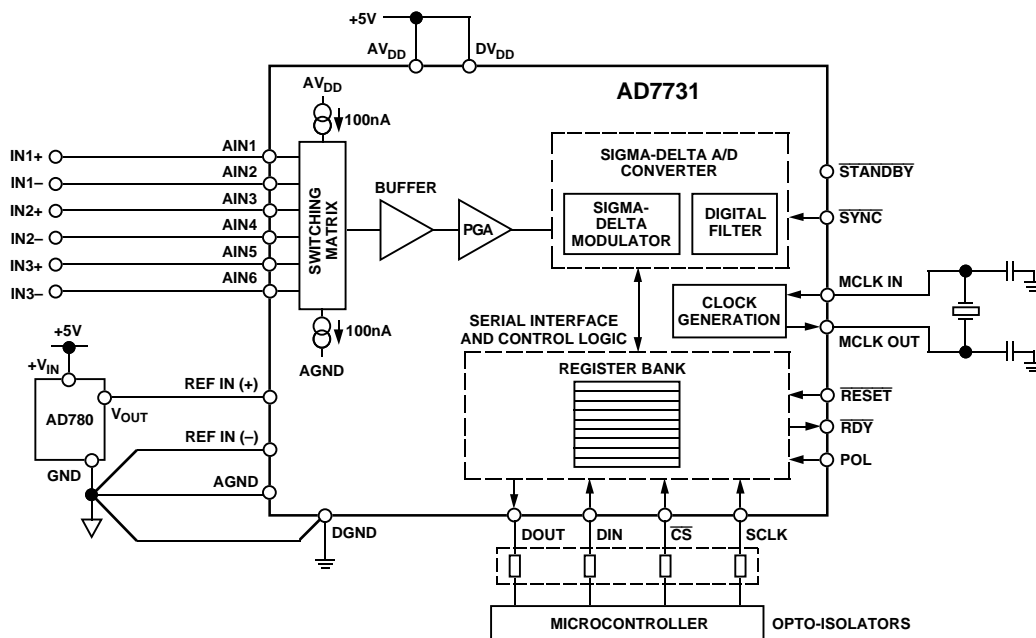 +5V
AVDD
DVDD
AD7731
AVDD
100nA
IN1+
IN1–
IN2+
IN2–
IN3+
IN3–
AIN1
AIN2
AIN3
AIN4
AIN5
AIN6
SWITCHING
MATRIX
BUFFER
PGA
SIGMA-DELTA A/D
CONVERTER
SIGMA-
DELTA
MODULATOR
DIGITAL
FILTER
STANDBY
SYNC
100nA
AGND
MCLK IN
CLOCK
GENERATION
MCLK OUT
SERIAL INTERFACE
AND CONTROL LOGIC
REGISTER BANK
RESET
RDY
POL
+5V
+VIN
AD780
VOUT
GND
REF IN (+)
REF IN (–)
AGND
DGND
DOUT
DIN
CS
SCLK
MICROCONTROLLER
OPTO-ISOLATORS